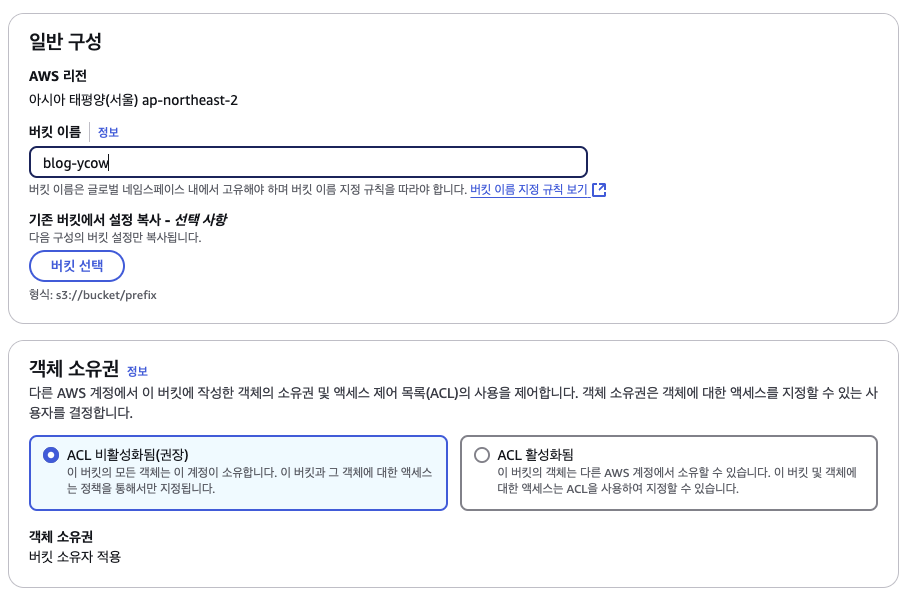 일반 구성
AWS 리전
아시아 태평양(서울) ap-northeast-2
버킷 이름 정보
blog-ycow
버킷 이름은 글로벌 네임스페이스 내에서 고유해야 하며 버킷 이름 지정 규칙을 따라야 합니다. 버킷 이름 지정 규칙 보기
기존 버킷에서 설정 복사 - 선택 사항
다음 구성의 버킷 설정만 복사됩니다.
버킷 선택
형식: s3://bucket/prefix
객체 소유권 정보
다른 AWS 계정에서 이 버킷에 작성한 객체의 소유권 및 액세스 제어 목록(ACL)의 사용을 제어합니다. 객체 소유권은 객체에 대한 액세스를 지정할 수 있는 사
용자를 결정합니다.
ACL 비활성화됨(권장)
이 버킷의 모든 객체는 이 계정이 소유합니다. 이 버킷과 그 객체에 대한 액세스
는 정책을 통해서만 지정됩니다.
ACL 활성화됨
이 버킷의 객체는 다른 AWS 계정에서 소유할 수 있습니다. 이 버킷 및 객체에
대한 액세스는 ACL을 사용하여 지정할 수 있습니다.
객체 소유권
버킷 소유자 적용